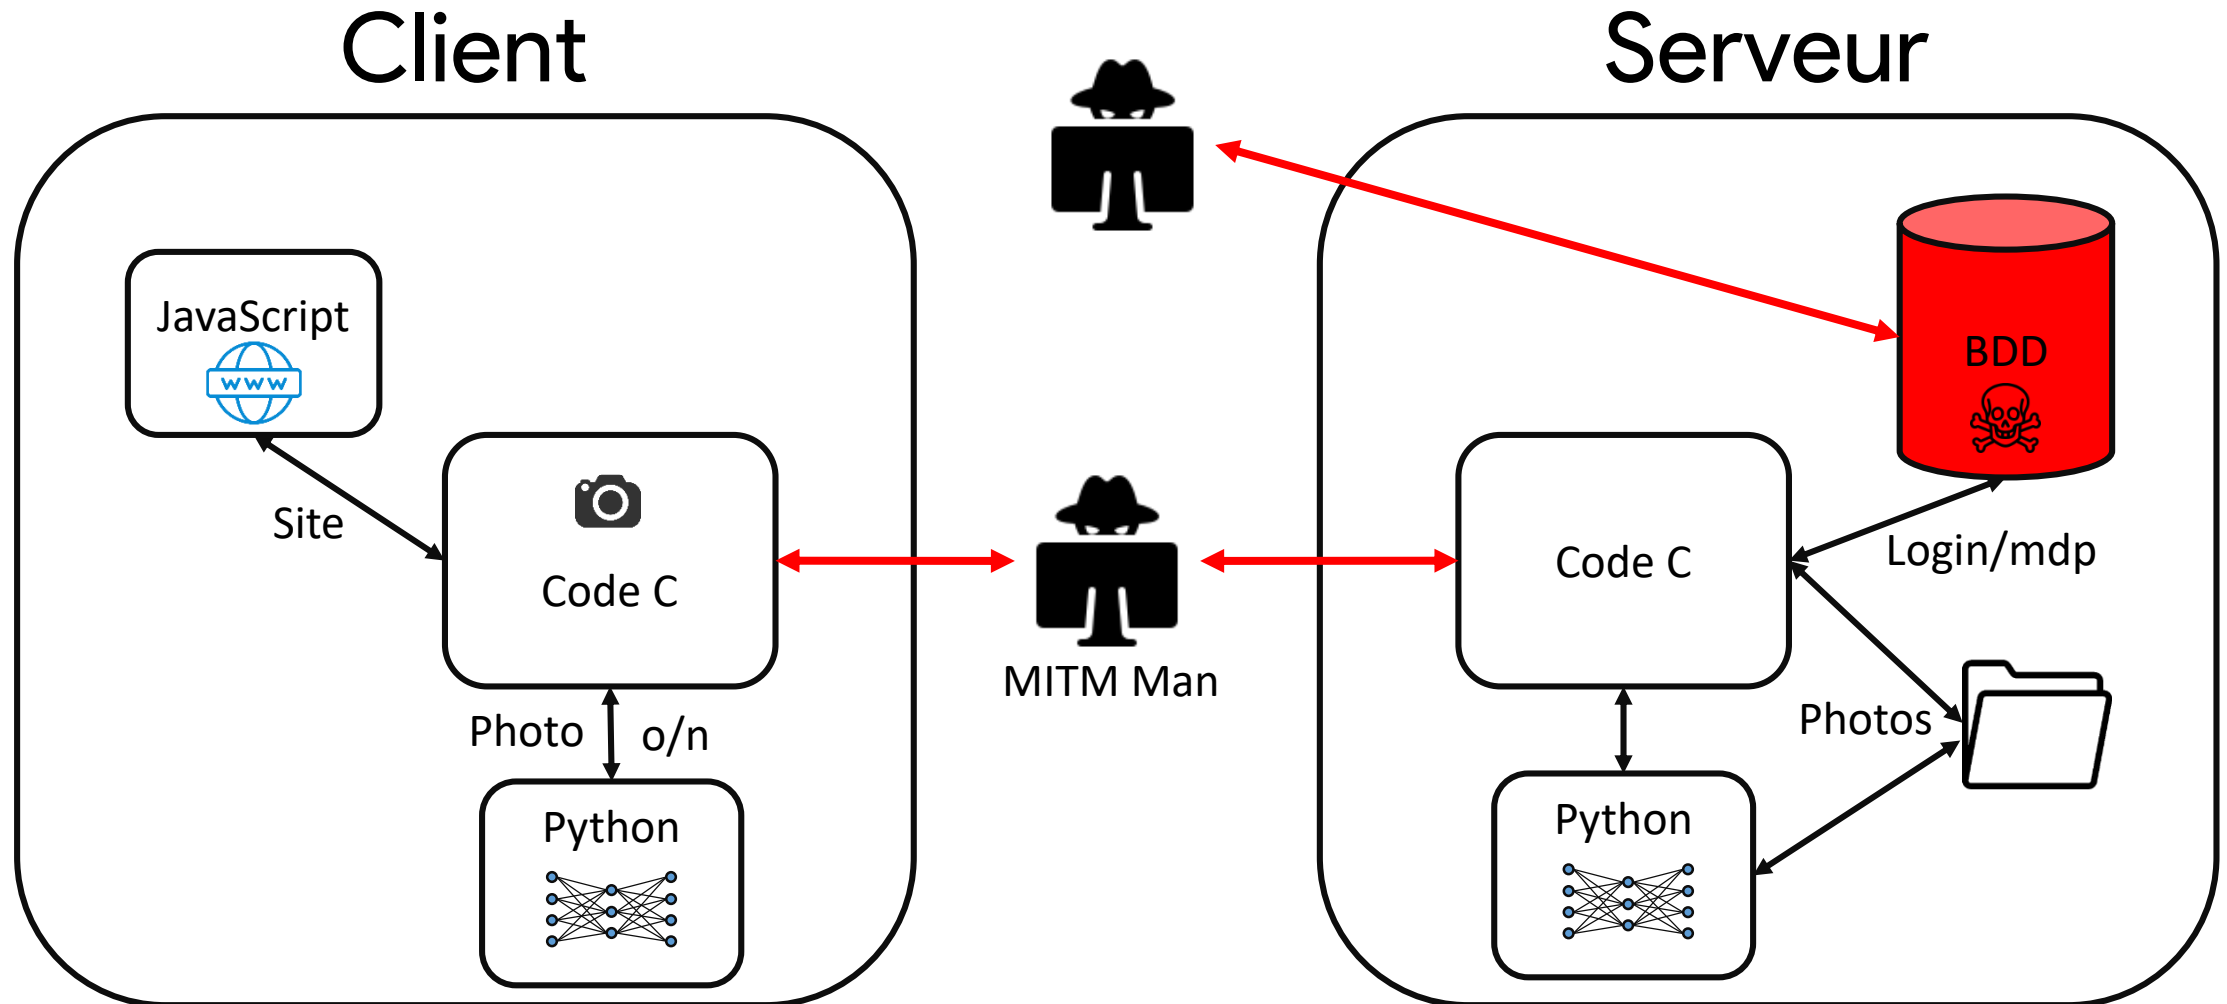 Client
Serveur
JavaScript
WWW
BDD
Site
Code C
Code C
Login/mdp
MITM Man
Photo
o/n
Photos
Python
Python